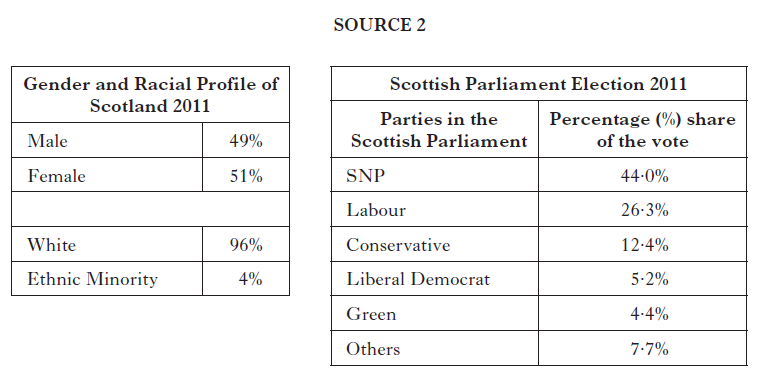 SOURCE 2
Gender and Racial Profile of
Scotland 2011
Male 49%
Female 51%
White 96%
Ethnic Minority 4%
Scottish Parliament Election 2011
Parties in the
Scottish Parliament
Percentage (%) share
of the vote
SNP 44·0%
Labour 26·3%
Conservative 12·4%
Liberal Democrat 5·2%
Green 4·4%
Others 7·7%